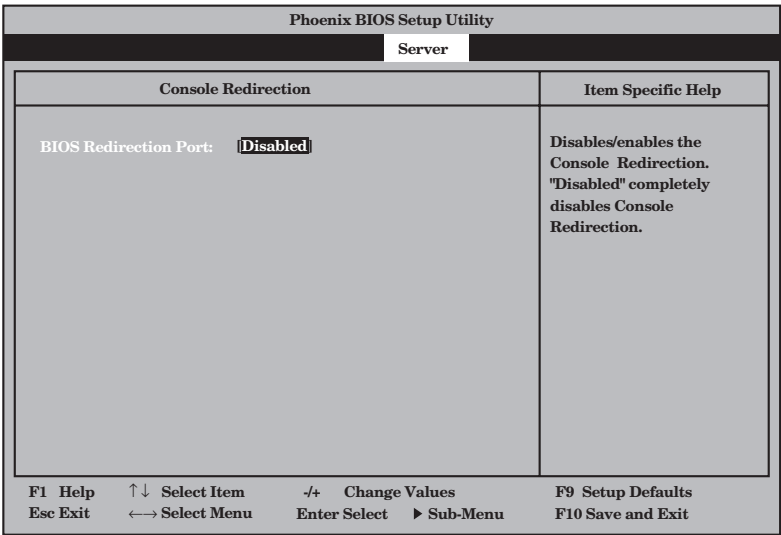 Phoenix BIOS Setup Utility
Server
Console Redirection
Item Specific Help
BIOS Redirection Port: [Disabled]
Disables/enables the
Console Redirection.
"Disabled" completely
disables Console
Redirection.
F1 Help ↑↓ Select Item -/+ Change Values F9 Setup Defaults
Esc Exit ←→ Select Menu Enter Select ▶ Sub-Menu F10 Save and Exit